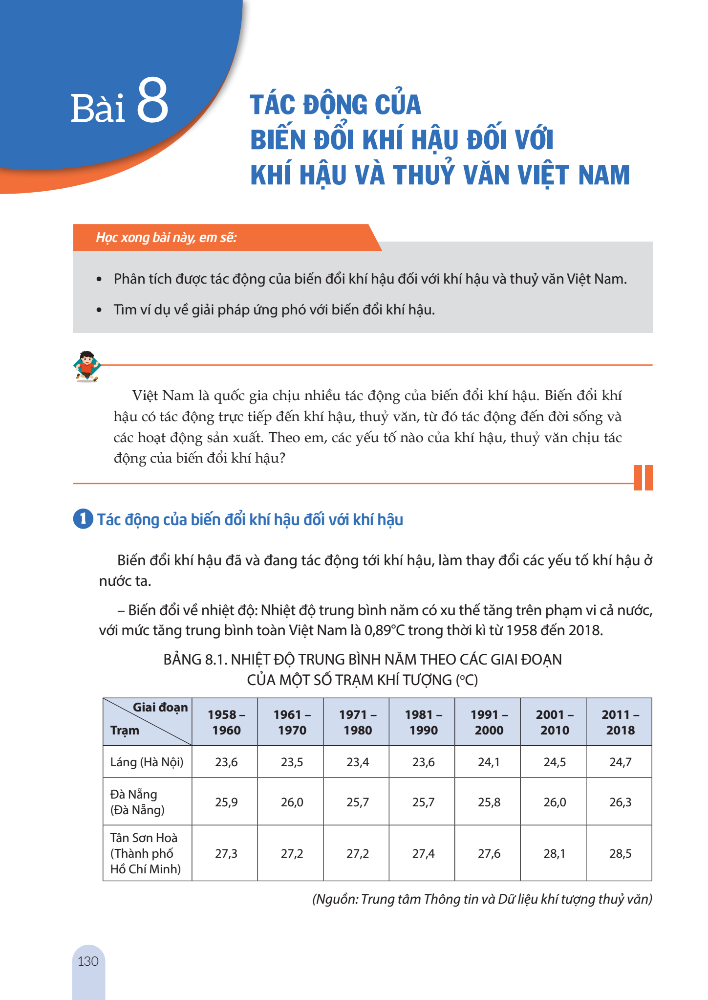 Bài 8
TÁC ĐỘNG CỦA
BIẾN ĐỔI KHÍ HẬU ĐỐI VỚI
KHÍ HẬU VÀ THUỶ VĂN VIỆT NAM
Học xong bài này, em sẽ:
• Phân tích được tác động của biến đổi khí hậu đối với khí hậu và thuỷ văn Việt Nam.
• Tìm ví dụ về giải pháp ứng phó với biến đổi khí hậu.
Việt Nam là quốc gia chịu nhiều tác động của biến đổi khí hậu. Biến đổi khí
hậu có tác động trực tiếp đến khí hậu, thuỷ văn, từ đó tác động đến đời sống và
các hoạt động sản xuất. Theo em, các yếu tố nào của khí hậu, thuỷ văn chịu tác
động của biến đổi khí hậu?
1 Tác động của biến đổi khí hậu đối với khí hậu
Biến đổi khí hậu đã và đang tác động tới khí hậu, làm thay đổi các yếu tố khí hậu ở
nước ta.
– Biến đổi về nhiệt độ: Nhiệt độ trung bình năm có xu thế tăng trên phạm vi cả nước,
với mức tăng trung bình toàn Việt Nam là 0,89°C trong thời kì từ 1958 đến 2018.
BẢNG 8.1. NHIỆT ĐỘ TRUNG BÌNH NĂM THEO CÁC GIAI ĐOẠN
CỦA MỘT SỐ TRẠM KHÍ TƯỢNG (ºC)
Giai đoạn
Trạm
1958 – 1961 – 1971 – 1981 – 1991 – 2001 – 2011 –
1960 1970 1980 1990 2000 2010 2018
Láng (Hà Nội) 23,6 23,5 23,4 23,6 24,1 24,5 24,7
Đà Nẵng
(Đà Nẵng)
25,9 26,0 25,7 25,7 25,8 26,0 26,3
Tân Sơn Hoà
(Thành phố
Hồ Chí Minh)
27,3 27,2 27,2 27,4 27,6 28,1 28,5
(Nguồn: Trung tâm Thông tin và Dữ liệu khí tượng thuỷ văn)
130